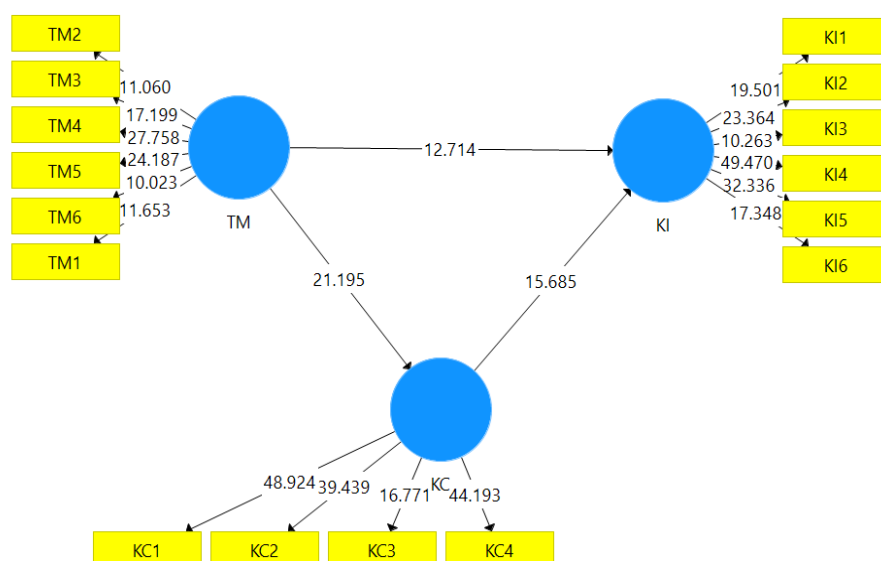 TM2
TM3
TM4
TM5
TM6
TM1
11.060
17.199
27.758
24.187
10.023
11.653
TM
12.714
21.195
15.685
KI
19.501
23.364
10.263
49.470
32.336
17.348
KI1
KI2
KI3
KI4
KI5
KI6
KC
48.924
39.439
16.771
44.193
KC1
KC2
KC3
KC4